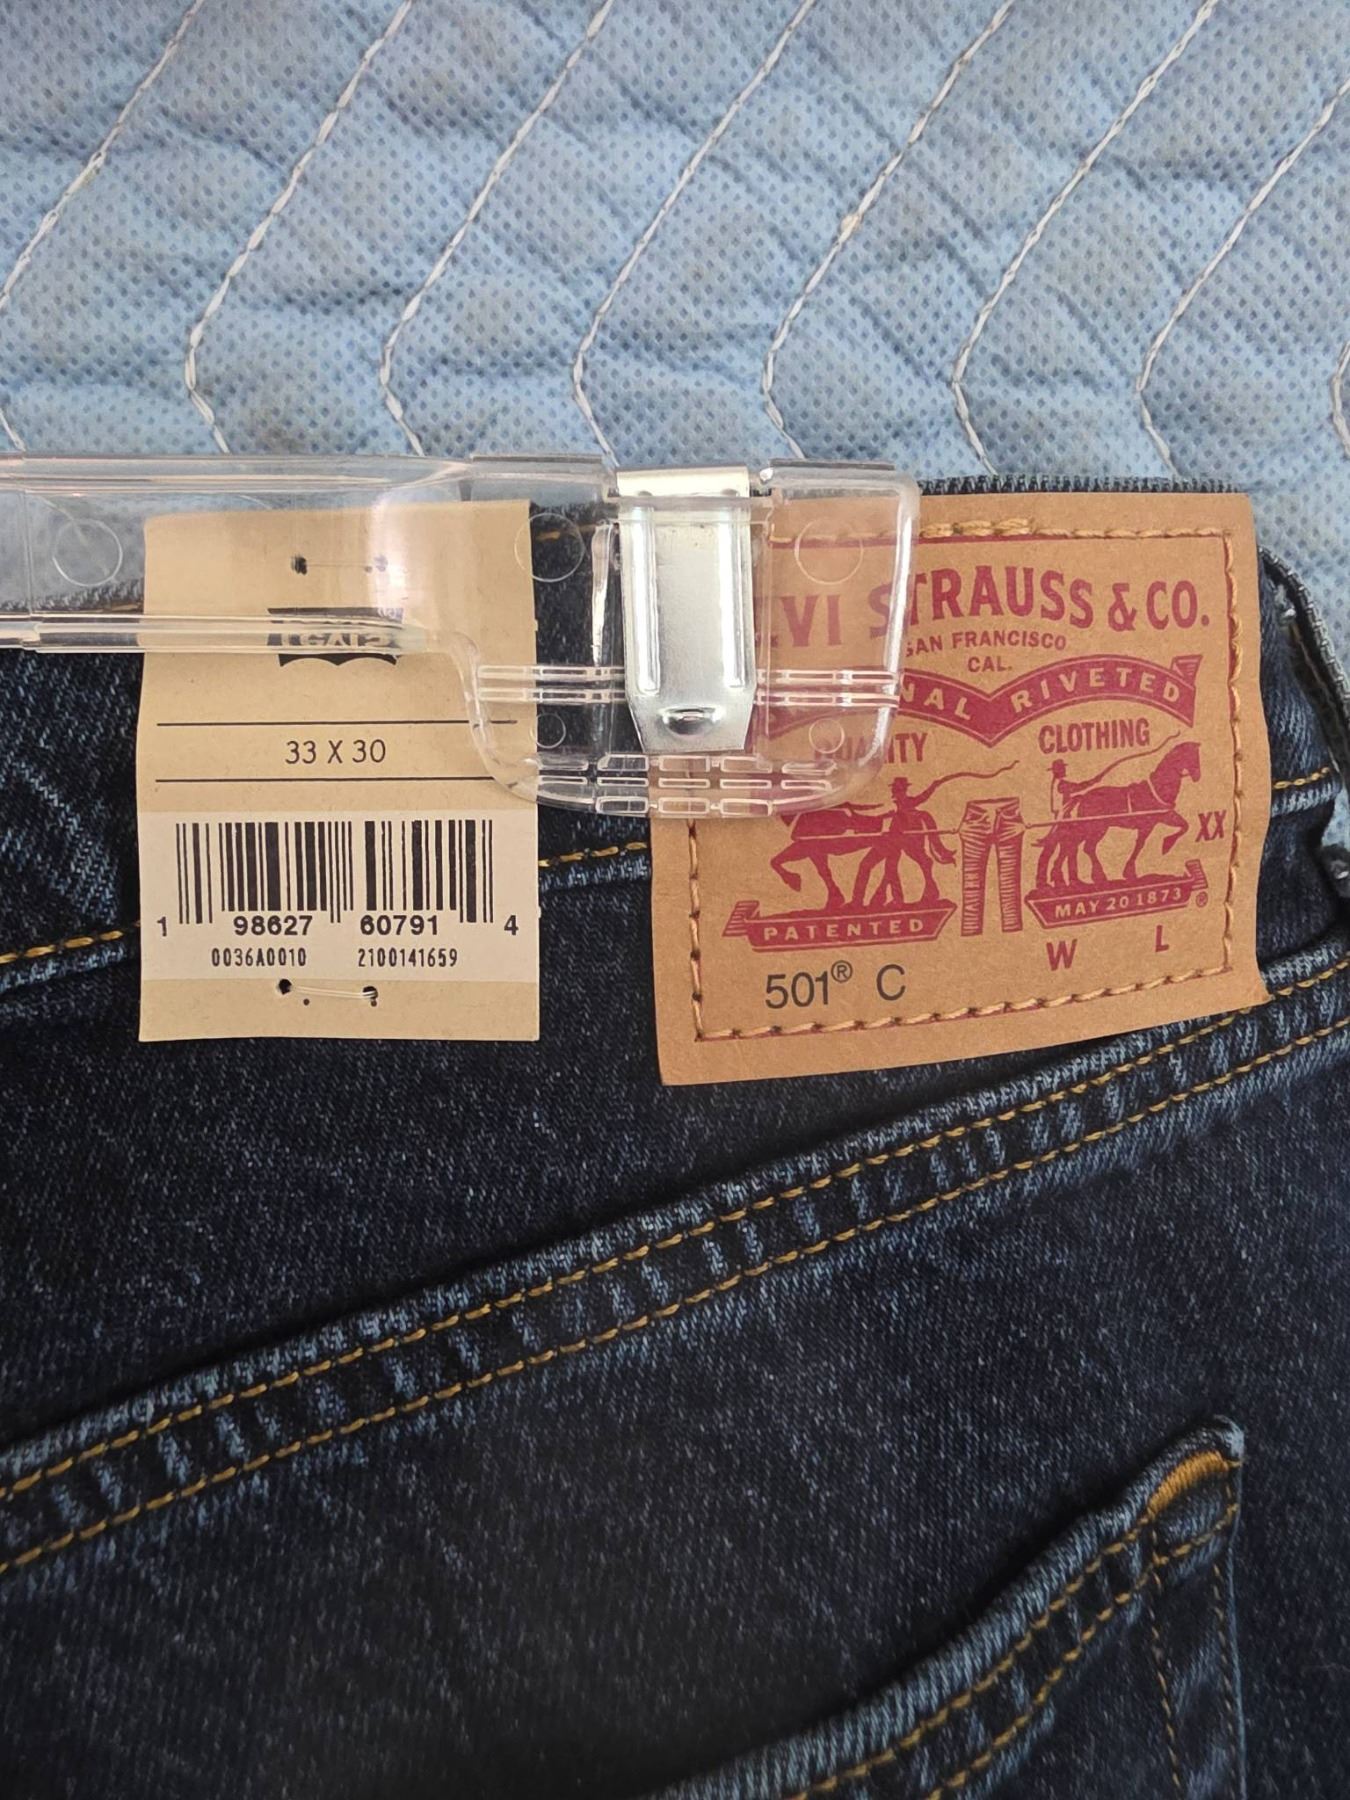 33 X 30
1 98627 60791 4
0036A0010 2100141659
STRAUSS & CO.
SAN FRANCISCO
CAL.
RIVETED
QUALITY CLOTHING
XX
PATENTED MAY 20 1873 ®
W L
501® C